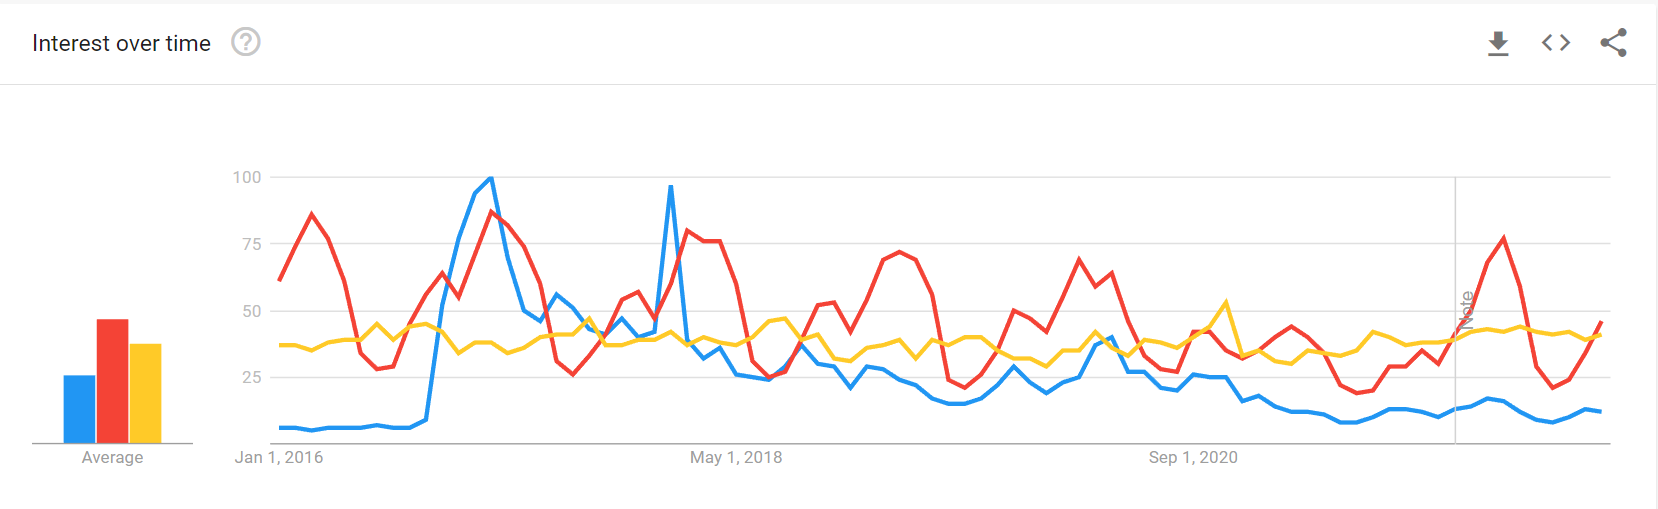 Interest over time
100
75
50
25
Note
Average
Jan 1, 2016
May 1, 2018
Sep 1, 2020